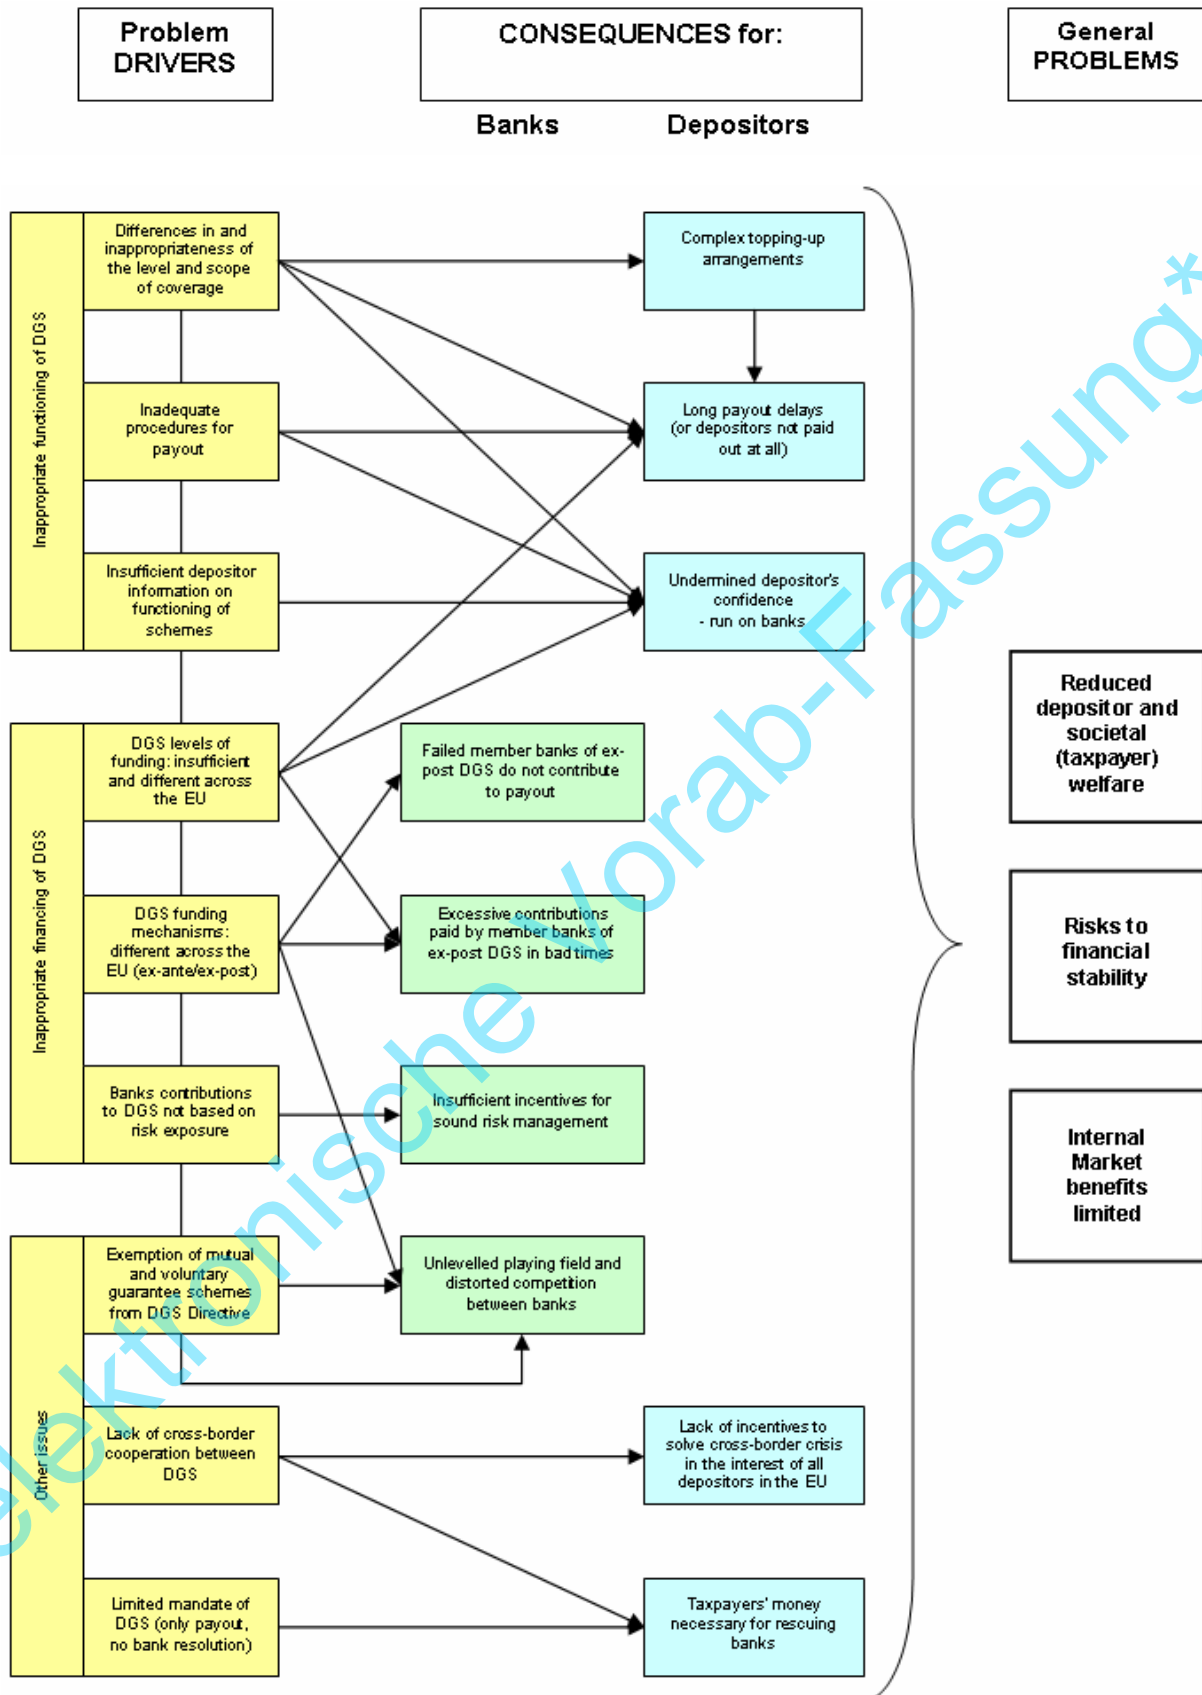 Problem
DRIVERS
CONSEQUENCES for:
General
PROBLEMS
Banks
Depositors
Inappropriate functioning of DGS
Differences in and
inappropriateness of
the level and scope
of coverage
Complex topping-up
arrangements
Inadequate
procedures for
payout
Long payout delays
(or depositors not paid
out at all)
Insufficient depositor
information on
functioning of
schemes
Undermined depositor's
confidence
- run on banks
Inappropriate financing of DGS
DGS levels of
funding: insufficient
and different across
the EU
Failed member banks of ex-
post DGS do not contribute
to payout
DGS funding
mechanisms:
different across the
EU (ex-ante/ex-post)
Excessive contributions
paid by member banks of
ex-post DGS in bad times
Banks contributions
to DGS not based on
risk exposure
Insufficient incentives for
sound risk management
Other issues
Exemption of mutual
and voluntary
guarantee schemes
from DGS Directive
Unlevelled playing field and
distorted competition
between banks
Lack of cross-border
cooperation between
DGS
Lack of incentives to
solve cross-border crisis
in the interest of all
depositors in the EU
Limited mandate of
DGS (only payout,
no bank resolution)
Taxpayers' money
necessary for rescuing
banks
Reduced
depositor and
societal
(taxpayer)
welfare
Risks to
financial
stability
Internal
Market
benefits
limited
elektronische Vorab-Fassung*